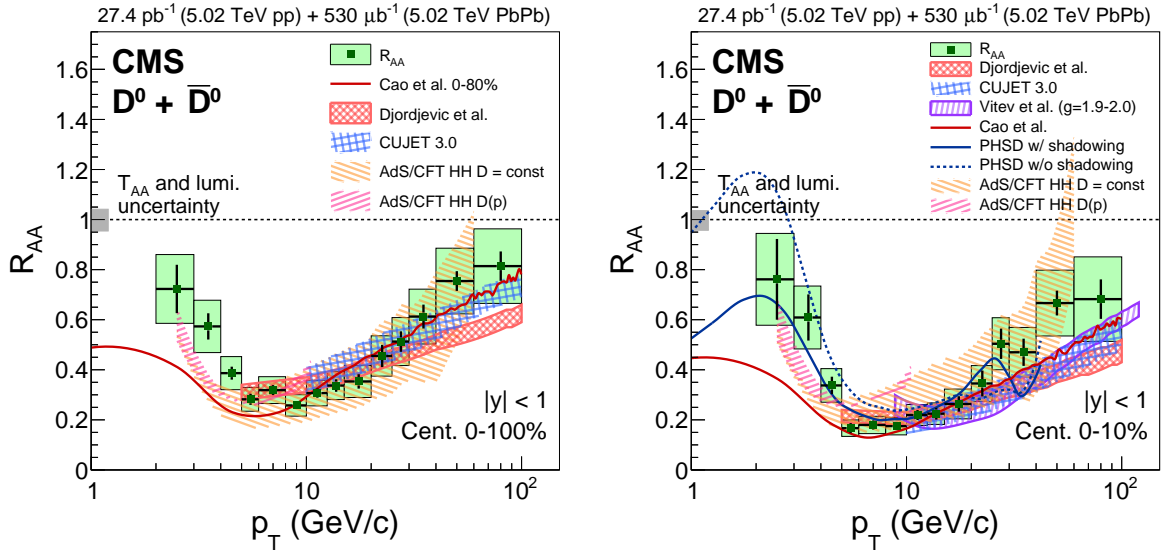 27.4 pb⁻¹ (5.02 TeV pp) + 530 μb⁻¹ (5.02 TeV PbPb)
CMS
D⁰ + D̅⁰
R_AA
Cao et al. 0-80%
Djordjevic et al.
CUJET 3.0
AdS/CFT HH D = const
AdS/CFT HH D(p)
T_AA and lumi.
uncertainty
|y| < 1
Cent. 0-100%
R_AA
1.6
1.4
1.2
1
0.8
0.6
0.4
0.2
0
1
10
10²
p_T (GeV/c)
27.4 pb⁻¹ (5.02 TeV pp) + 530 μb⁻¹ (5.02 TeV PbPb)
CMS
D⁰ + D̅⁰
R_AA
Djordjevic et al.
CUJET 3.0
Vitev et al. (g=1.9-2.0)
Cao et al.
PHSD w/ shadowing
PHSD w/o shadowing
AdS/CFT HH D = const
AdS/CFT HH D(p)
T_AA and lumi.
uncertainty
|y| < 1
Cent. 0-10%
R_AA
1.6
1.4
1.2
1
0.8
0.6
0.4
0.2
0
1
10
10²
p_T (GeV/c)